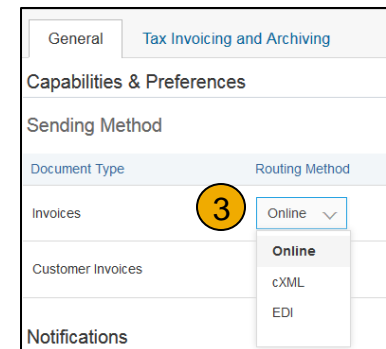 General Tax Invoicing and Archiving
Capabilities & Preferences
Sending Method
Document Type Routing Method
Invoices 3 Online
Online
Customer Invoices cXML
EDI
Notifications